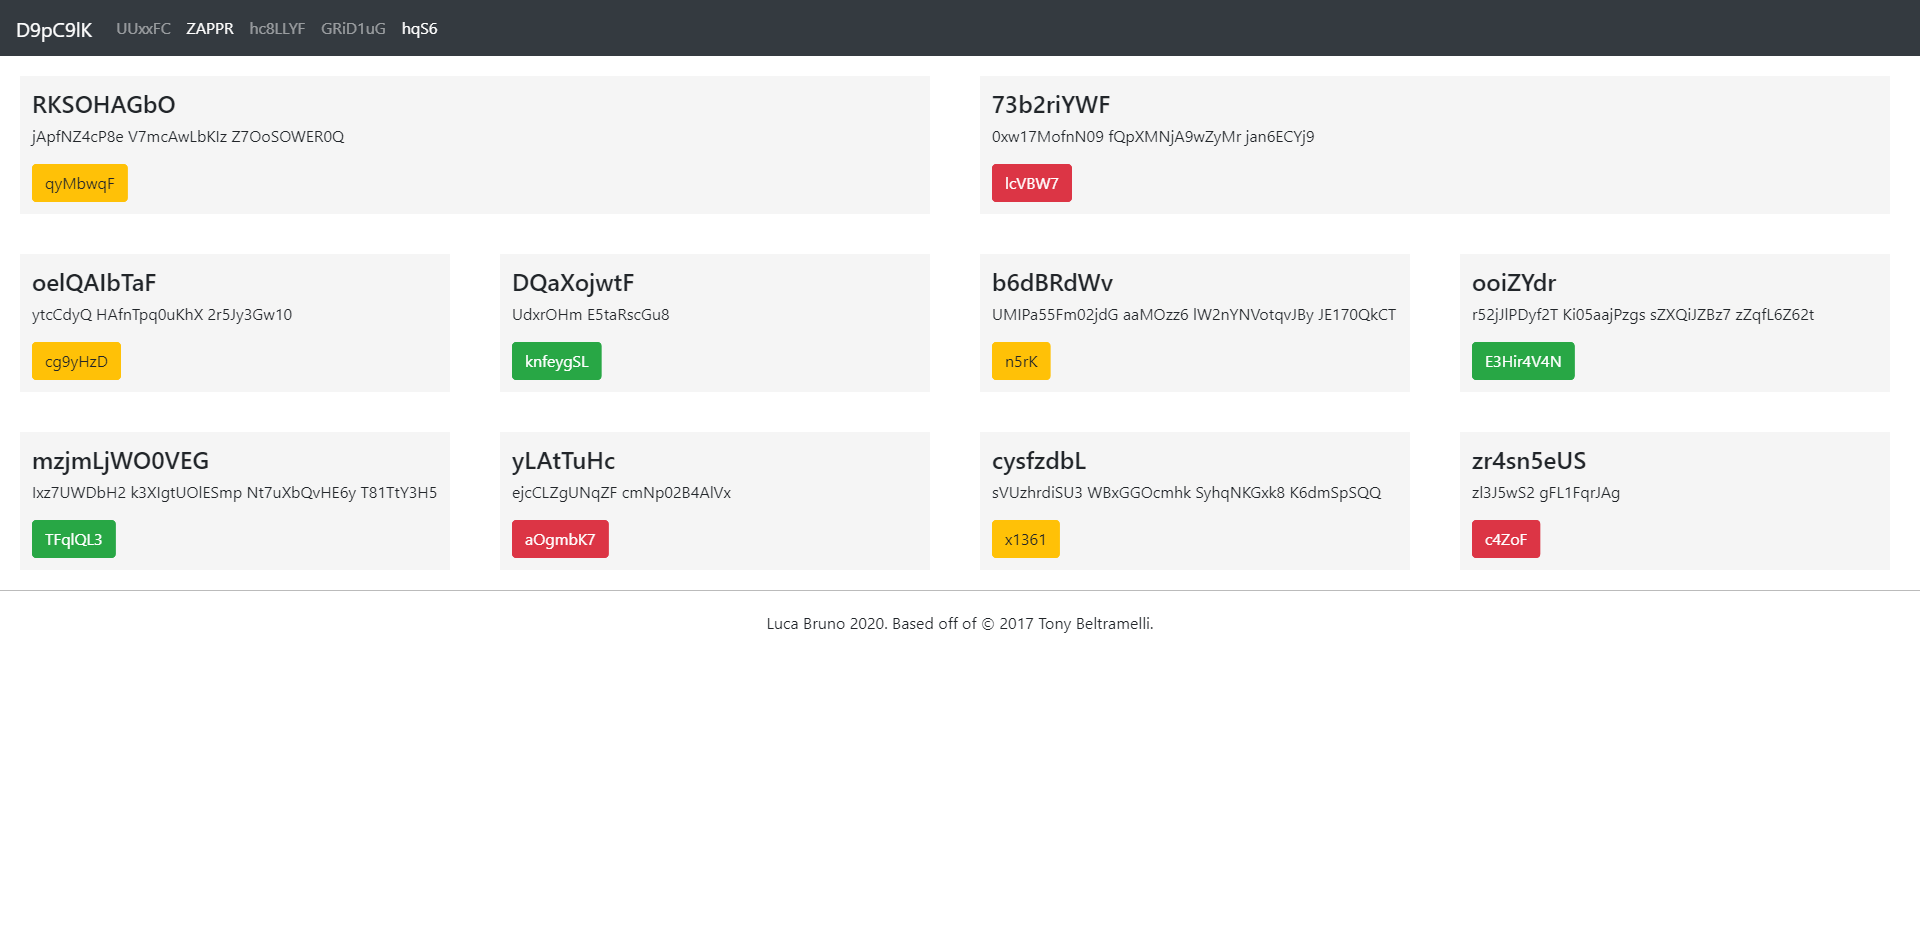 D9pC9lK UUxxFC ZAPPR hc8LLYF GRiD1uG hqS6
RKSOHAGbO
jApfNZ4cP8e V7mcAwLbKIz Z7OoSOWER0Q
qyMbwqF
73b2riYWF
0xw17MofnN09 fQpXMNjA9wZyMr jan6ECYj9
lcVBW7
oelQAIbTaF
ytcCdyQ HAfnTpq0uKhX 2r5Jy3Gw10
cg9yHzD
DQaXojwtF
UdxrOHm E5taRscGu8
knfeygSL
b6dBRdWv
UMIPa55Fm02jdG aaMOzz6 lW2nYNVotqvJBy JE170QkCT
n5rK
ooiZYdr
r52jJlPDyf2T Ki05aajPzgs sZXQiJZBz7 zZqfL6Z62t
E3Hir4V4N
mzjmLjWO0VEG
Ixz7UWDbH2 k3XIgtUOlESmp Nt7uXbQvHE6y T81TtY3H5
TFqlQL3
yLAtTuHc
ejcCLZgUNqZF cmNp02B4AlVx
aOgmbK7
cysfzdbL
sVUzhrdiSU3 WBxGGOcmhk SyhqNKGxk8 K6dmSpSQQ
x1361
zr4sn5eUS
zl3J5wS2 gFL1FqrJAg
c4ZoF
Luca Bruno 2020. Based off of © 2017 Tony Beltramelli.